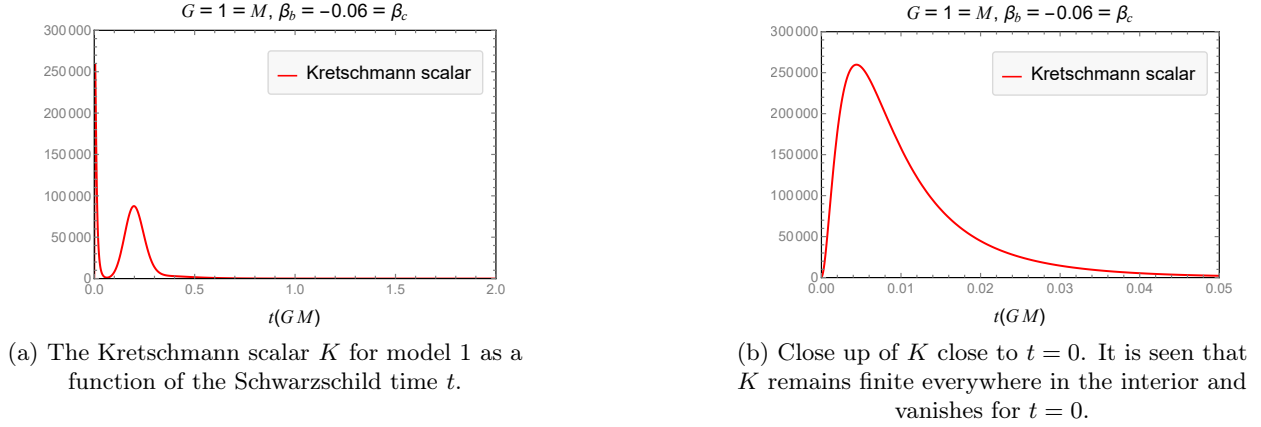 G = 1 = M, β_b = −0.06 = β_c
300 000
250 000
200 000
150 000
100 000
50 000
0
Kretschmann scalar
0.0 0.5 1.0 1.5 2.0
t(G M)
(a) The Kretschmann scalar K for model 1 as a
function of the Schwarzschild time t.
G = 1 = M, β_b = −0.06 = β_c
300 000
250 000
200 000
150 000
100 000
50 000
0
Kretschmann scalar
0.00 0.01 0.02 0.03 0.04 0.05
t(G M)
(b) Close up of K close to t = 0. It is seen that
K remains finite everywhere in the interior and
vanishes for t = 0.